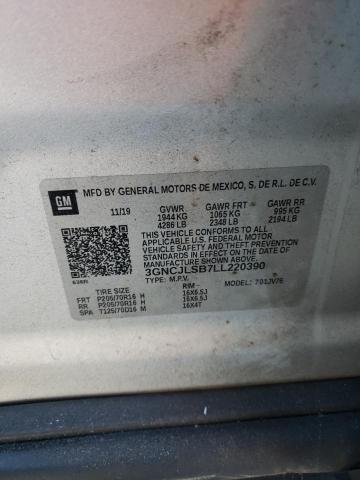 GM
MFD BY GENERAL MOTORS DE MEXICO, S. DE R.L. DE C.V.
11/19 GVWR GAWR FRT GAWR RR
1944 KG 1065 KG 995 KG
4286 LB 2348 LB 2194 LB
THIS VEHICLE CONFORMS TO ALL APPLICABLE U.S. FEDERAL MOTOR
VEHICLE SAFETY AND THEFT PREVENTION
STANDARDS IN EFFECT ON THE DATE OF
MANUFACTURE SHOWN ABOVE.
3GNCJLSB7LL220390
TYPE: M.P.V. MODEL:
TIRE SIZE RIM
FRT P205/70R16 H 16X6.5J
RR P205/70R16 H 16X6.5J
SPA T125/70D16 M 16X4T